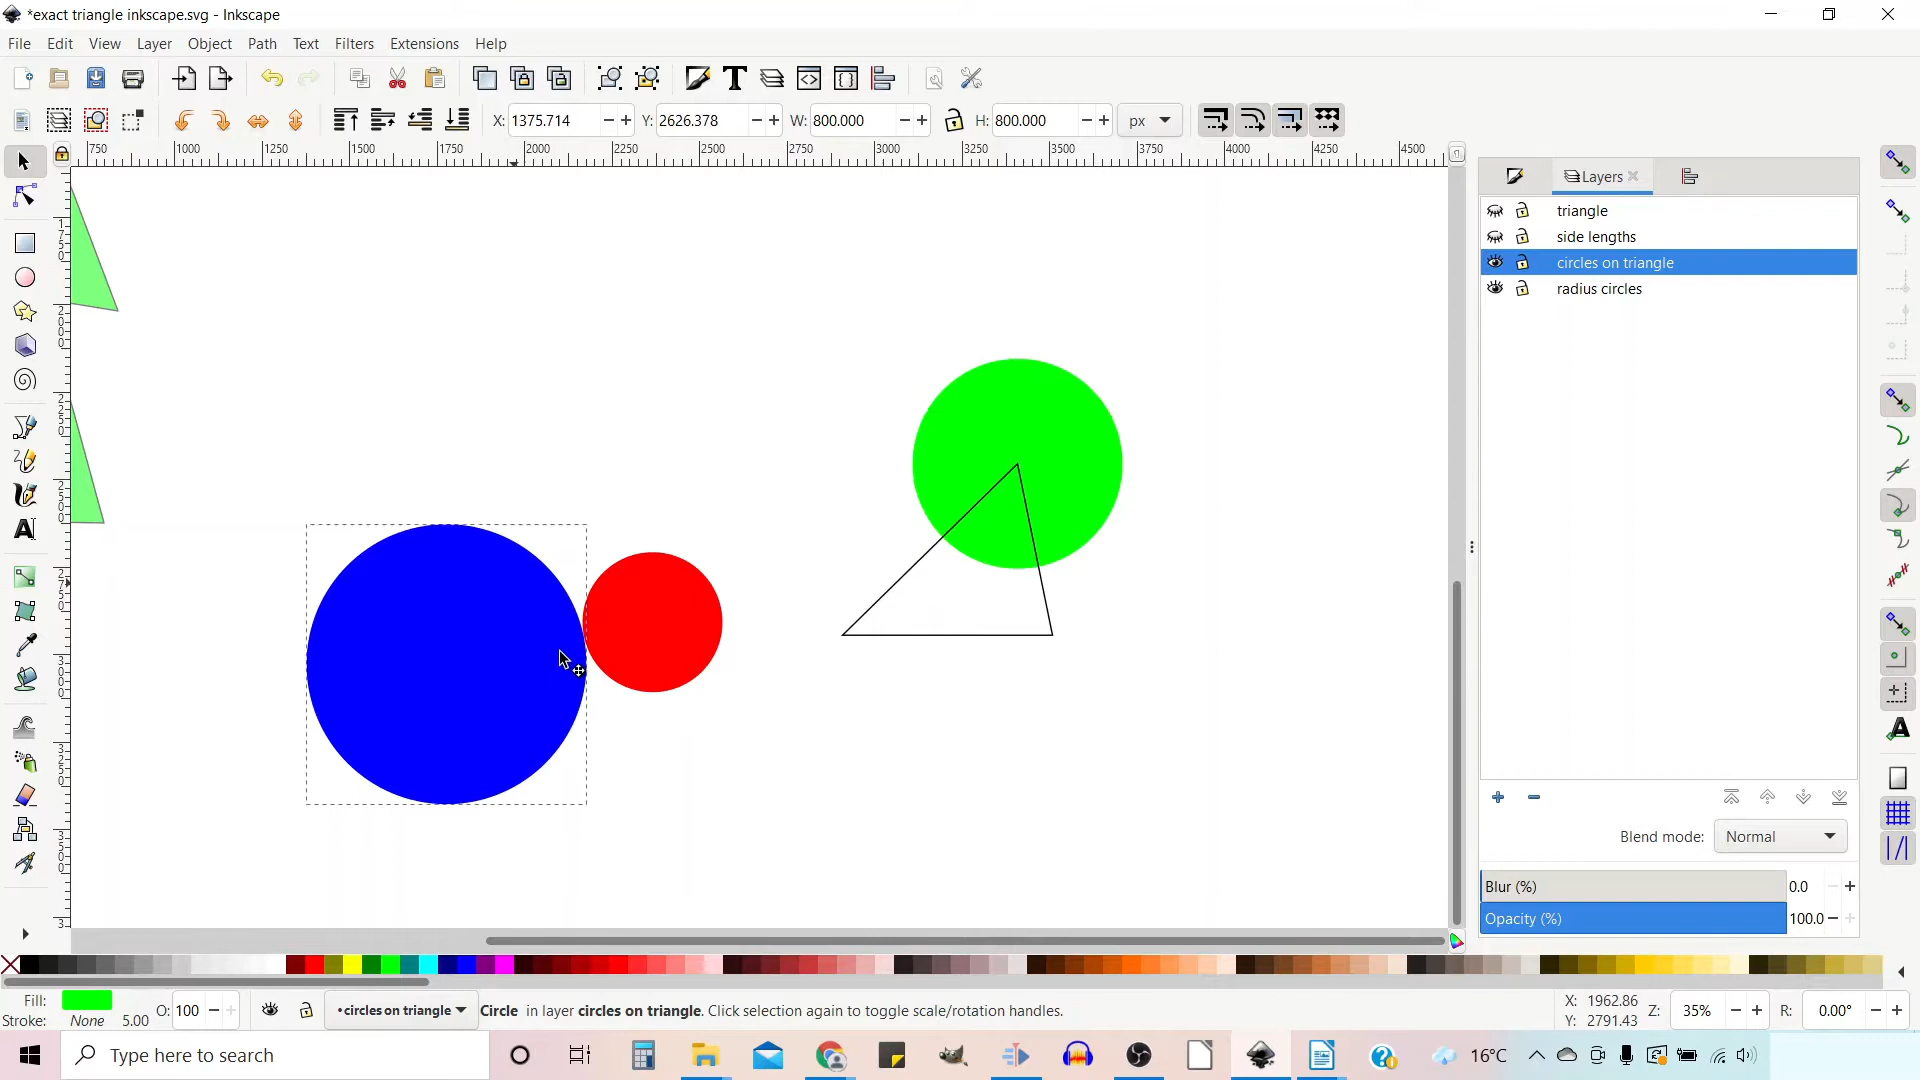 *exact triangle inkscape.svg - Inkscape
File Edit View Layer Object Path Text Filters Extensions Help
X: 1375.714 Y: 2626.378 W: 800.000 H: 800.000 px
750 1000 1250 1500 1750 2000 2250 2500 2750 3000 3250 3500 3750 4000 4250 4500
Layers
triangle
side lengths
circles on triangle
radius circles
Blend mode: Normal
Blur (%) 0.0
Opacity (%) 100.0
Fill: O: 100 •circles on triangle Circle in layer circles on triangle. Click selection again to toggle scale/rotation handles. X: 1962.86 Z: 35% R: 0.00°
Stroke: None 5.00 Y: 2791.43
Type here to search 16°C